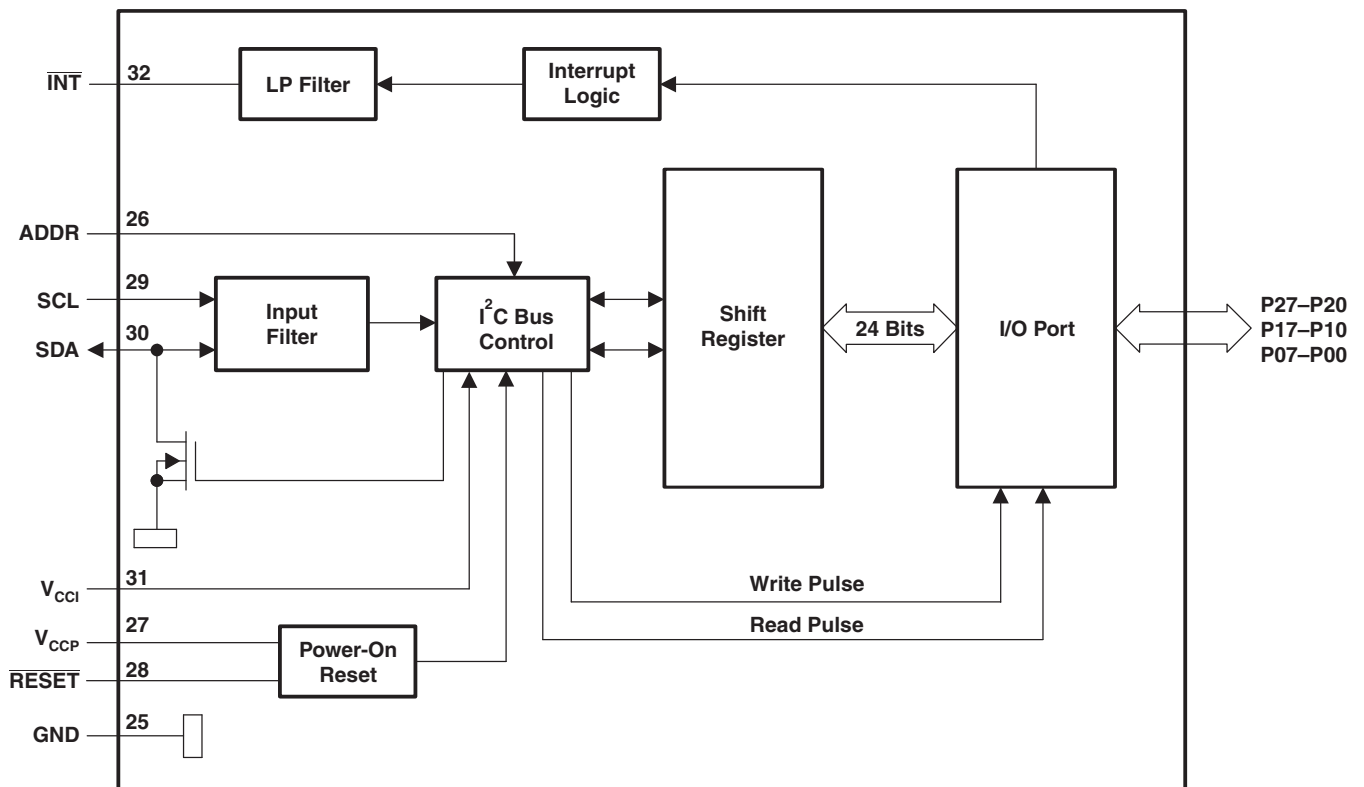 INT
32
LP Filter
Interrupt
Logic
ADDR
26
SCL
29
SDA
30
Input
Filter
I²C Bus
Control
Shift
Register
24 Bits
I/O Port
P27–P20
P17–P10
P07–P00
VCCI
31
Write Pulse
VCCP
27
Read Pulse
RESET
28
Power-On
Reset
GND
25